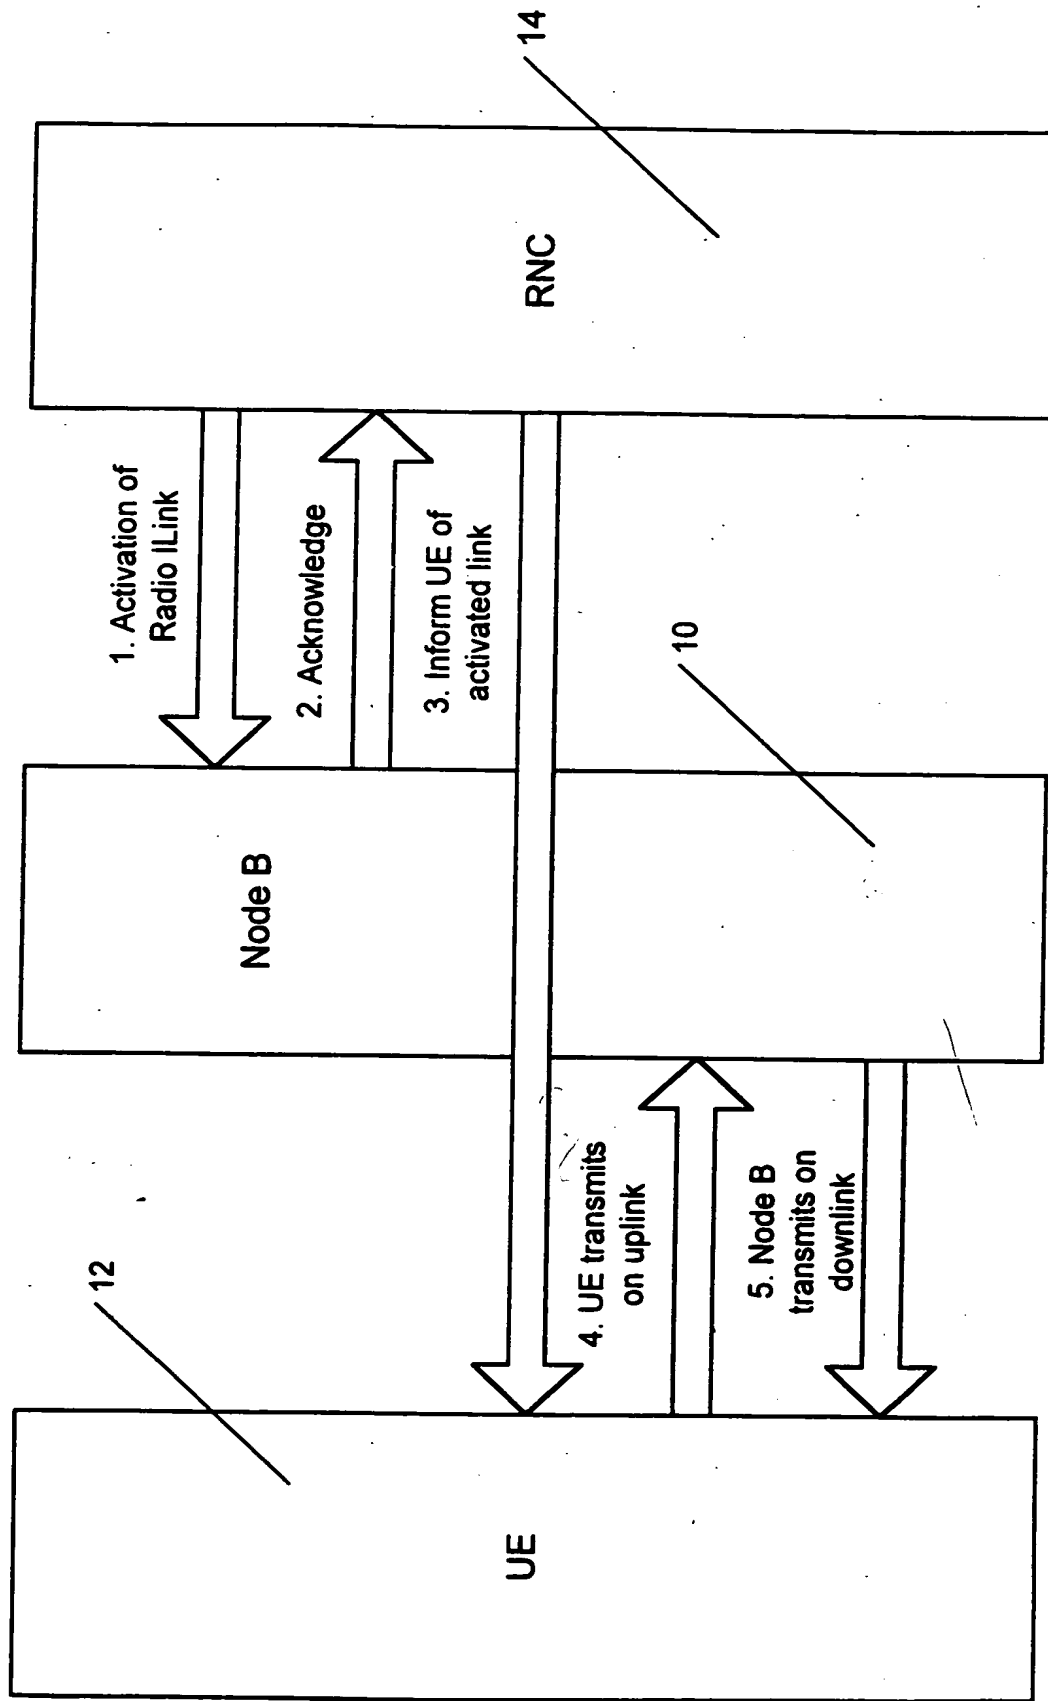 12
14
10
UE
Node B
RNC
1. Activation of
Radio lLink
2. Acknowledge
3. Inform UE of
activated link
4. UE transmits
on uplink
5. Node B
transmits on
downlink